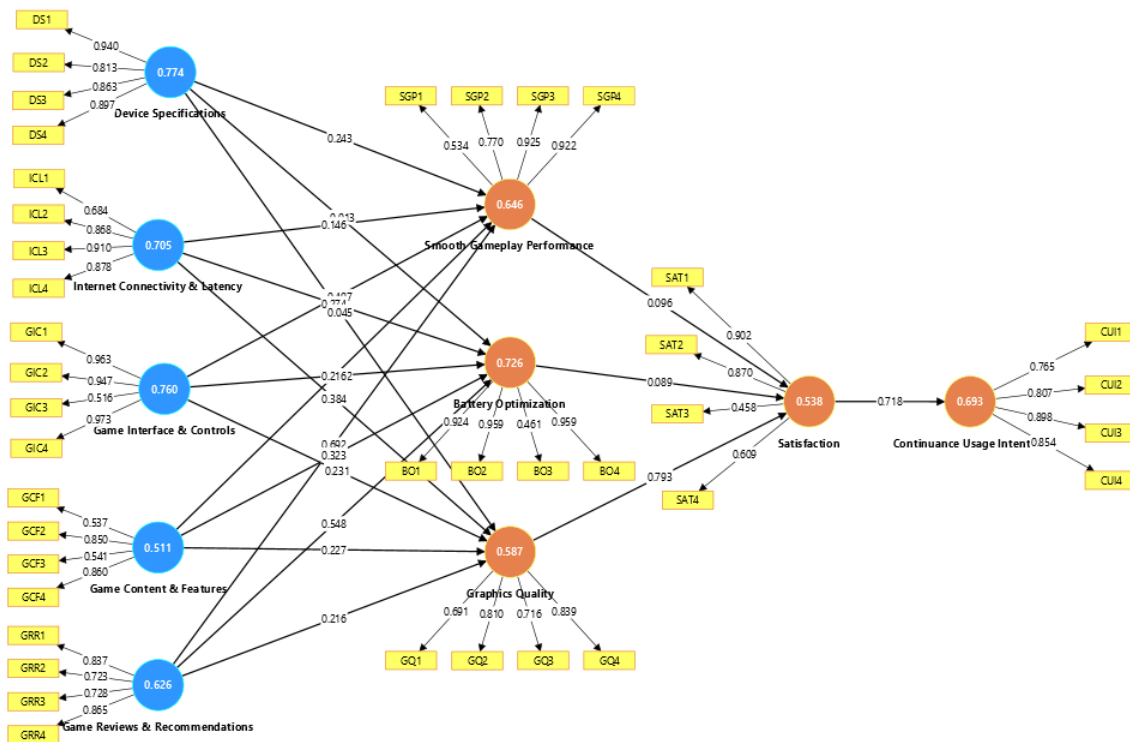 DS1
DS2
DS3
DS4
0.940
0.813
0.863
0.897
0.774
Device Specifications
ICL1
ICL2
ICL3
ICL4
0.684
0.868
0.910
0.878
0.705
Internet Connectivity & Latency
GIC1
GIC2
GIC3
GIC4
0.963
0.947
0.516
0.973
0.760
Game Interface & Controls
GCF1
GCF2
GCF3
GCF4
0.537
0.850
0.541
0.860
0.511
Game Content & Features
GRR1
GRR2
GRR3
GRR4
0.837
0.723
0.728
0.865
0.626
Game Reviews & Recommendations
0.243
0.146
0.045
0.384
0.692
0.323
0.231
0.548
0.227
0.216
SGP1
SGP2
SGP3
SGP4
0.534
0.770
0.925
0.922
0.646
Smooth Gameplay Performance
0.726
Battery Optimization
0.924
0.959
0.461
0.959
BO1
BO2
BO3
BO4
0.587
Graphics Quality
0.691
0.810
0.716
0.839
GQ1
GQ2
GQ3
GQ4
0.096
0.089
0.793
SAT1
SAT2
SAT3
SAT4
0.902
0.870
0.458
0.609
0.538
Satisfaction
0.718
0.693
Continuance Usage Intent
0.765
0.807
0.898
0.854
CUI1
CUI2
CUI3
CUI4